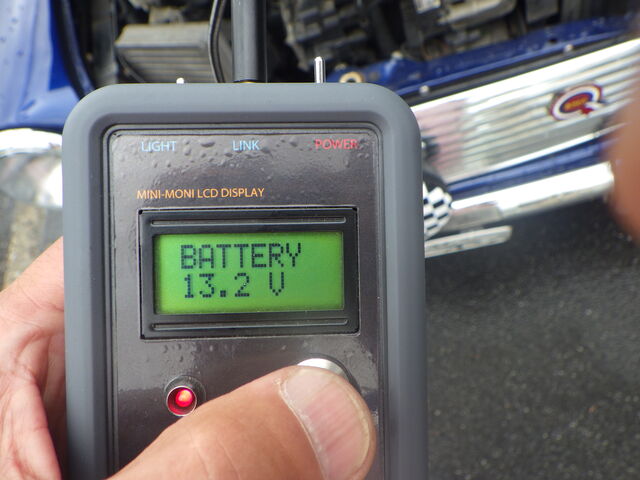 LIGHT LINK POWER
MINI-MONI LCD DISPLAY
BATTERY
13.2 V